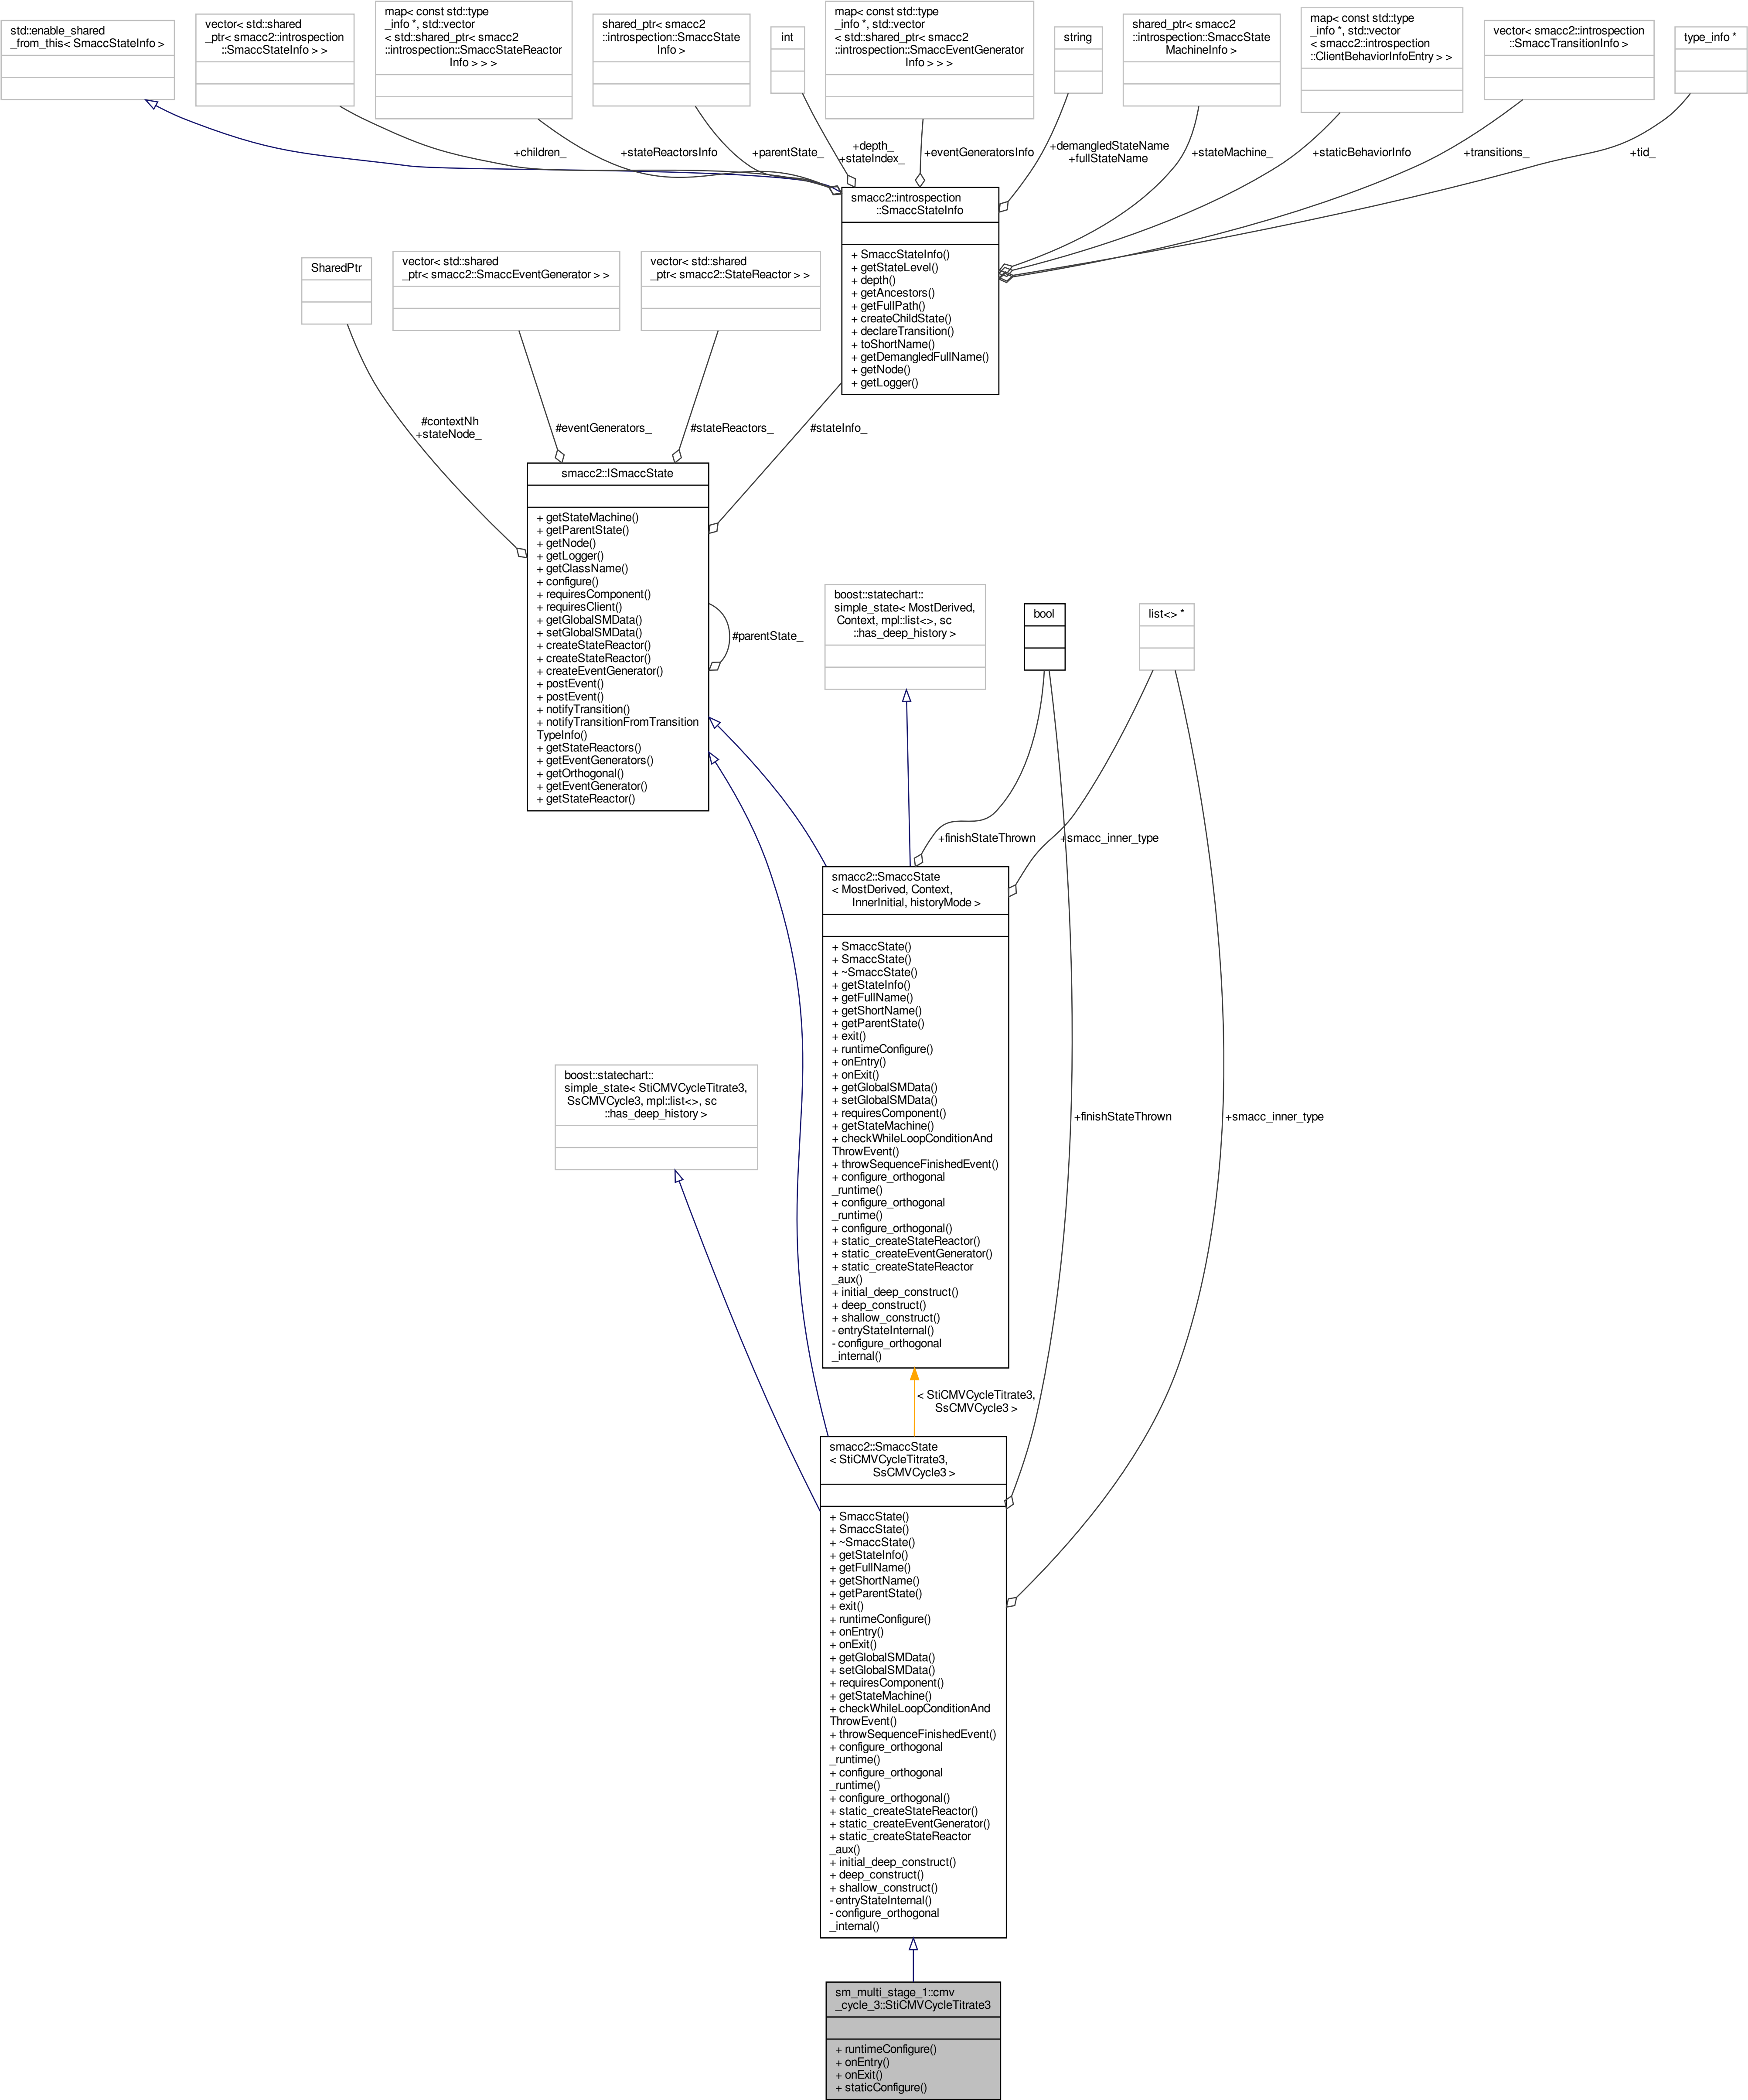 std::enable_shared
_from_this< SmaccStateInfo >
vector< std::shared
_ptr< smacc2::introspection
::SmaccStateInfo > >
map< const std::type
_info *, std::vector
< std::shared_ptr< smacc2
::introspection::SmaccStateReactor
Info > > >
shared_ptr< smacc2
::introspection::SmaccState
Info >
int
map< const std::type
_info *, std::vector
< std::shared_ptr< smacc2
::introspection::SmaccEventGenerator
Info > > >
string
shared_ptr< smacc2
::introspection::SmaccState
MachineInfo >
map< const std::type
_info *, std::vector
< smacc2::introspection
::ClientBehaviorInfoEntry > >
vector< smacc2::introspection
::SmaccTransitionInfo >
type_info *
+children_
+stateReactorsInfo
+parentState_
+depth_
+stateIndex_
+eventGeneratorsInfo
+demangledStateName
+fullStateName
+stateMachine_
+staticBehaviorInfo
+transitions_
+tid_
smacc2::introspection
::SmaccStateInfo
+ SmaccStateInfo()
+ getStateLevel()
+ depth()
+ getAncestors()
+ getFullPath()
+ createChildState()
+ declareTransition()
+ toShortName()
+ getDemangledFullName()
+ getNode()
+ getLogger()
SharedPtr
vector< std::shared
_ptr< smacc2::SmaccEventGenerator > >
vector< std::shared
_ptr< smacc2::StateReactor > >
#contextNh
+stateNode_
#eventGenerators_
#stateReactors_
#stateInfo_
smacc2::ISmaccState
+ getStateMachine()
+ getParentState()
+ getNode()
+ getLogger()
+ getClassName()
+ configure()
+ requiresComponent()
+ requiresClient()
+ getGlobalSMData()
+ setGlobalSMData()
+ createStateReactor()
+ createStateReactor()
+ createEventGenerator()
+ postEvent()
+ postEvent()
+ notifyTransition()
+ notifyTransitionFromTransition
TypeInfo()
+ getStateReactors()
+ getEventGenerators()
+ getOrthogonal()
+ getEventGenerator()
+ getStateReactor()
#parentState_
boost::statechart::
simple_state< MostDerived,
Context, mpl::list<>, sc
::has_deep_history >
bool
list<> *
+finishStateThrown
+smacc_inner_type
smacc2::SmaccState
< MostDerived, Context,
InnerInitial, historyMode >
+ SmaccState()
+ SmaccState()
+ ~SmaccState()
+ getStateInfo()
+ getFullName()
+ getShortName()
+ getParentState()
+ exit()
+ runtimeConfigure()
+ onEntry()
+ onExit()
+ getGlobalSMData()
+ setGlobalSMData()
+ requiresComponent()
+ getStateMachine()
+ checkWhileLoopConditionAnd
ThrowEvent()
+ throwSequenceFinishedEvent()
+ configure_orthogonal
_runtime()
+ configure_orthogonal
_runtime()
+ configure_orthogonal()
+ static_createStateReactor()
+ static_createEventGenerator()
+ static_createStateReactor
_aux()
+ initial_deep_construct()
+ deep_construct()
+ shallow_construct()
- entryStateInternal()
- configure_orthogonal
_internal()
boost::statechart::
simple_state< StiCMVCycleTitrate3,
SsCMVCycle3, mpl::list<>, sc
::has_deep_history >
+finishStateThrown
+smacc_inner_type
< StiCMVCycleTitrate3,
SsCMVCycle3 >
smacc2::SmaccState
< StiCMVCycleTitrate3,
SsCMVCycle3 >
+ SmaccState()
+ SmaccState()
+ ~SmaccState()
+ getStateInfo()
+ getFullName()
+ getShortName()
+ getParentState()
+ exit()
+ runtimeConfigure()
+ onEntry()
+ onExit()
+ getGlobalSMData()
+ setGlobalSMData()
+ requiresComponent()
+ getStateMachine()
+ checkWhileLoopConditionAnd
ThrowEvent()
+ throwSequenceFinishedEvent()
+ configure_orthogonal
_runtime()
+ configure_orthogonal
_runtime()
+ configure_orthogonal()
+ static_createStateReactor()
+ static_createEventGenerator()
+ static_createStateReactor
_aux()
+ initial_deep_construct()
+ deep_construct()
+ shallow_construct()
- entryStateInternal()
- configure_orthogonal
_internal()
sm_multi_stage_1::cmv
_cycle_3::StiCMVCycleTitrate3
+ runtimeConfigure()
+ onEntry()
+ onExit()
+ staticConfigure()